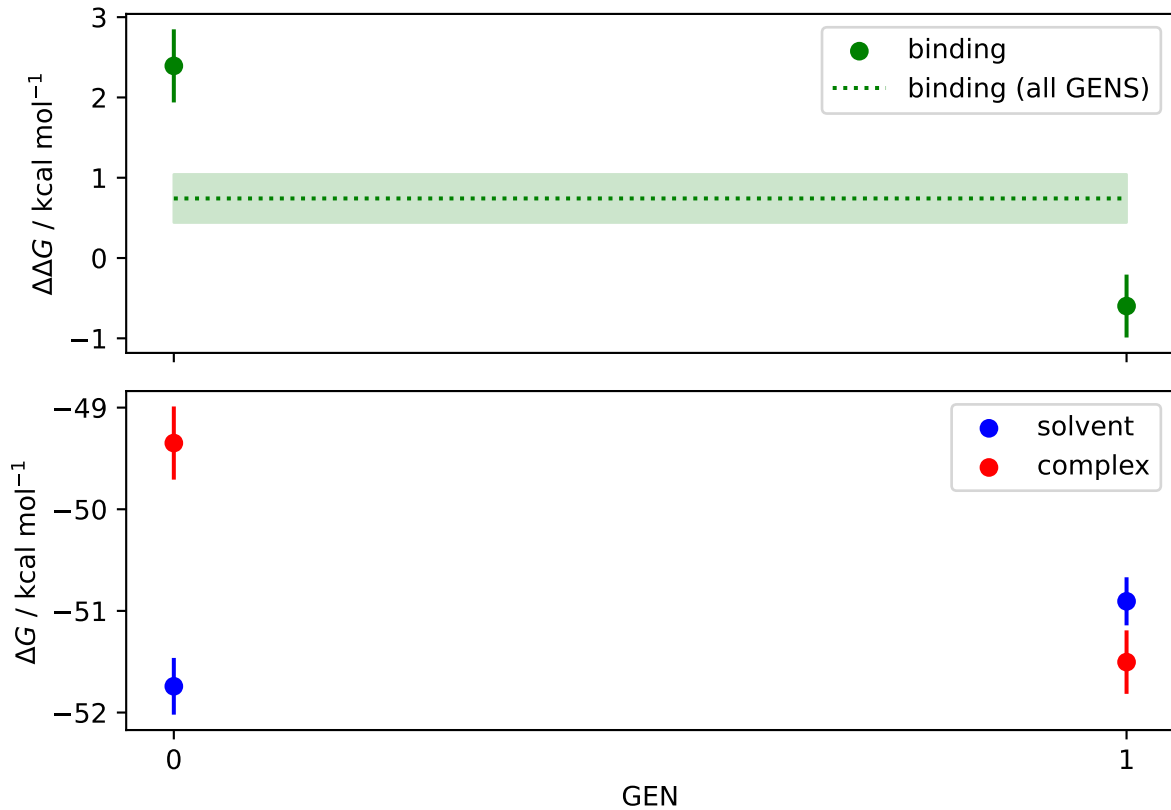 3
2
1
0
−1
ΔΔG / kcal mol⁻¹
binding
binding (all GENS)
−49
−50
−51
−52
ΔG / kcal mol⁻¹
solvent
complex
0
1
GEN